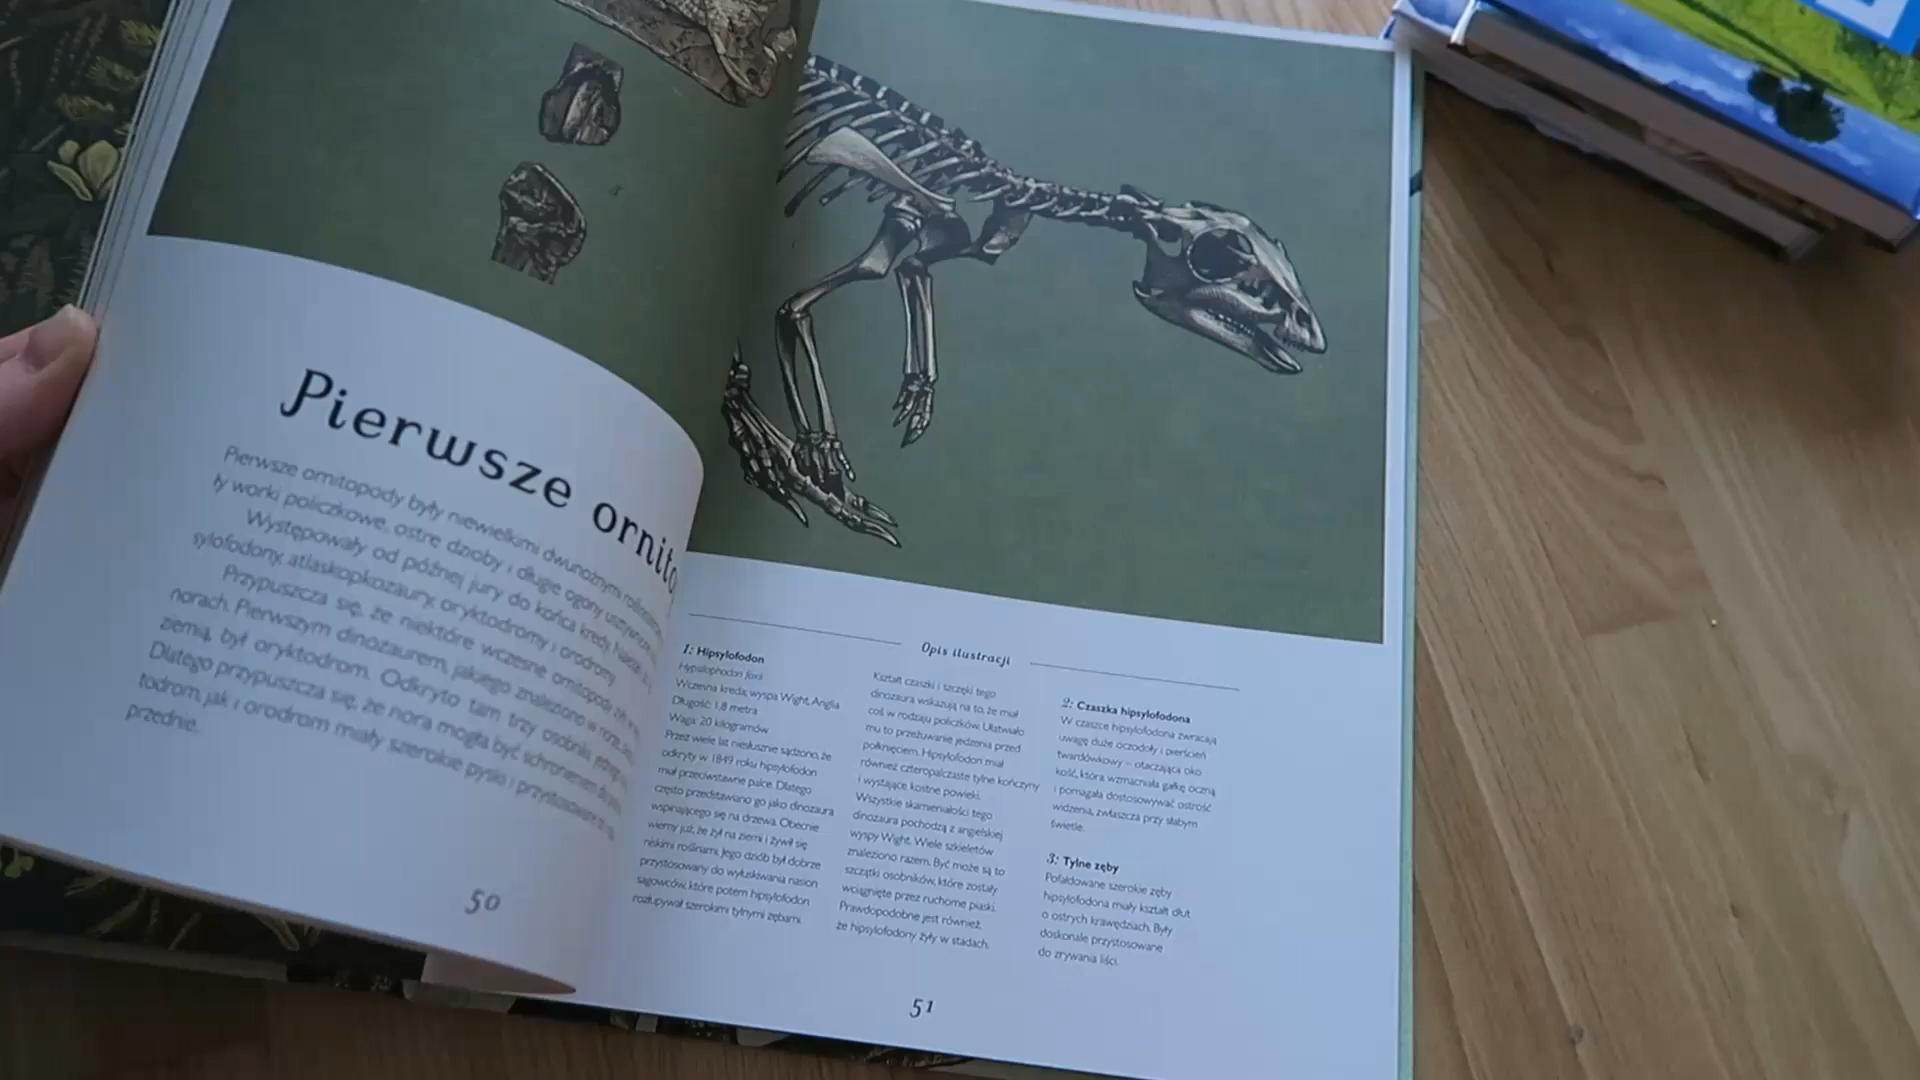 Pierwsze ornito
Pierwsze ornitopody były niewielkimi dwunożnymi
ły worki policzkowe, ostre dzioby i długie ogony
Występowały od późnej jury do końca kredy.
sylofodony, atlaskopkozaury, oryktodromy i orodromy
Przypuszcza się, że niektóre wczesne ornitopody
norach. Pierwszym dinozaurem, jakiego znaleziono w norze,
ziemią, był oryktodrom. Odkryto tam trzy osobniki
Dlatego przypuszcza się, że nora mogła być schronieniem
todrom, jak i orodrom miały szerokie pyski i przystosowane
przednie.
50
Opis ilustracji
1: Hipsylofodon
Hypsilophodon foxii
Wczesna kreda; wyspa Wight, Anglia
Długość: 1,8 metra
Waga: 20 kilogramów
Przez wiele lat niesłusznie sądzono, że
odkryty w 1849 roku hipsylofodon
miał przeciwstawne palce. Dlatego
często przedstawiano go jako dinozaura
wspinającego się na drzewa. Obecnie
wiemy już, że żył na ziemi i żywił się
niskimi roślinami. Jego dziób był dobrze
przystosowany do wyłuskiwania nasion
sagowców, które potem hipsylofodon
rozłupywał szerokimi tylnymi zębami.
Kształt czaszki i szczęki tego
dinozaura wskazują na to, że miał
coś w rodzaju policzków. Ułatwiało
mu to przeżuwanie jedzenia przed
połknięciem. Hipsylofodon miał
również czteropalczaste tylne kończyny
i wystające kostne powieki.
Wszystkie skamieniałości tego
dinozaura pochodzą z angielskiej
wyspy Wight. Wiele szkieletów
znaleziono razem. Być może są to
szczątki osobników, które zostały
wciągnięte przez ruchome piaski.
Prawdopodobne jest również,
że hipsylofodony żyły w stadach.
2: Czaszka hipsylofodona
W czaszce hipsylofodona zwracają
uwagę duże oczodoły i pierścień
twardówkowy – otaczająca oko
kość, która wzmacniała gałkę oczną
i pomagała dostosowywać ostrość
widzenia, zwłaszcza przy słabym
świetle.
3: Tylne zęby
Pofałdowane szerokie zęby
hipsylofodona miały kształt dłut
o ostrych krawędziach. Były
doskonale przystosowane
do zrywania liści.
51